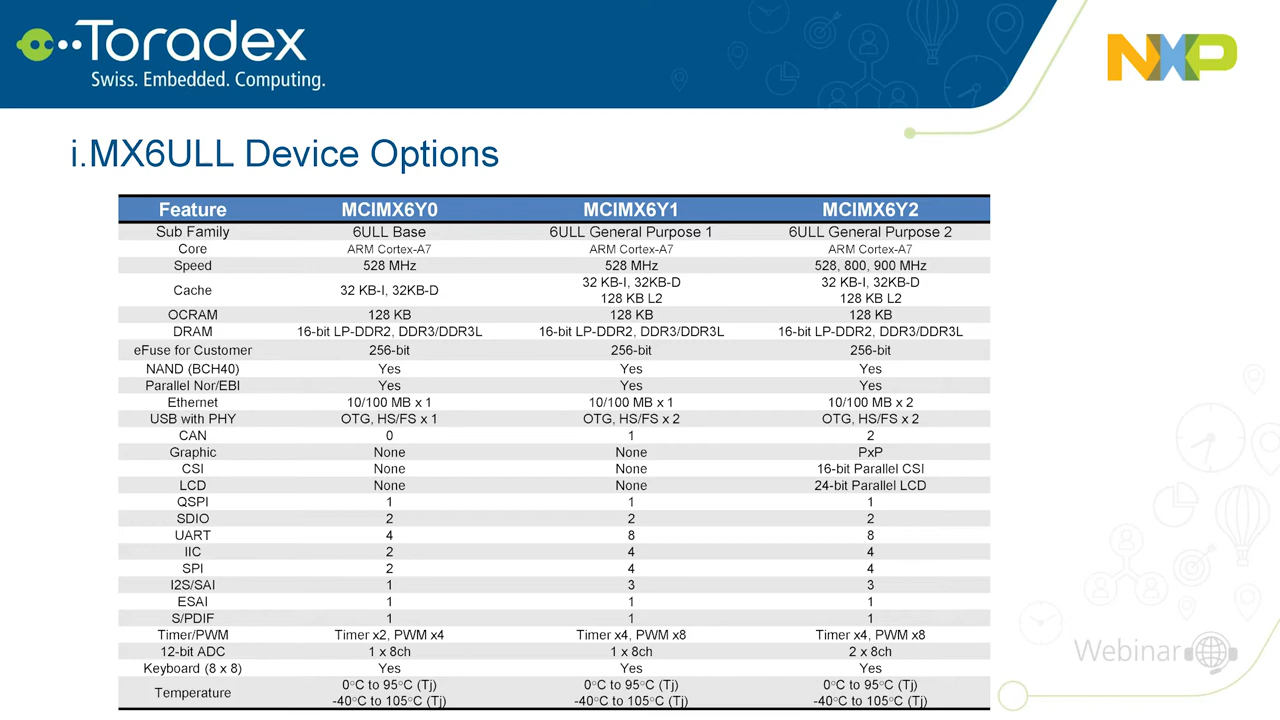 Toradex
Swiss. Embedded. Computing.
NXP
i.MX6ULL Device Options
Feature MCIMX6Y0 MCIMX6Y1 MCIMX6Y2
Sub Family 6ULL Base 6ULL General Purpose 1 6ULL General Purpose 2
Core ARM Cortex-A7 ARM Cortex-A7 ARM Cortex-A7
Speed 528 MHz 528 MHz 528, 800, 900 MHz
Cache 32 KB-I, 32KB-D 32 KB-I, 32KB-D 32 KB-I, 32KB-D
128 KB L2 128 KB L2
OCRAM 128 KB 128 KB 128 KB
DRAM 16-bit LP-DDR2, DDR3/DDR3L 16-bit LP-DDR2, DDR3/DDR3L 16-bit LP-DDR2, DDR3/DDR3L
eFuse for Customer 256-bit 256-bit 256-bit
NAND (BCH40) Yes Yes Yes
Parallel Nor/EBI Yes Yes Yes
Ethernet 10/100 MB x 1 10/100 MB x 1 10/100 MB x 2
USB with PHY OTG, HS/FS x 1 OTG, HS/FS x 2 OTG, HS/FS x 2
CAN 0 1 2
Graphic None None PxP
CSI None None 16-bit Parallel CSI
LCD None None 24-bit Parallel LCD
QSPI 1 1 1
SDIO 2 2 2
UART 4 8 8
IIC 2 4 4
SPI 2 4 4
I2S/SAI 1 3 3
ESAI 1 1 1
S/PDIF 1 1 1
Timer/PWM Timer x2, PWM x4 Timer x4, PWM x8 Timer x4, PWM x8
12-bit ADC 1 x 8ch 1 x 8ch 2 x 8ch
Keyboard (8 x 8) Yes Yes Yes
Temperature 0°C to 95°C (Tj) 0°C to 95°C (Tj) 0°C to 95°C (Tj)
-40°C to 105°C (Tj) -40°C to 105°C (Tj) -40°C to 105°C (Tj)
Webinar